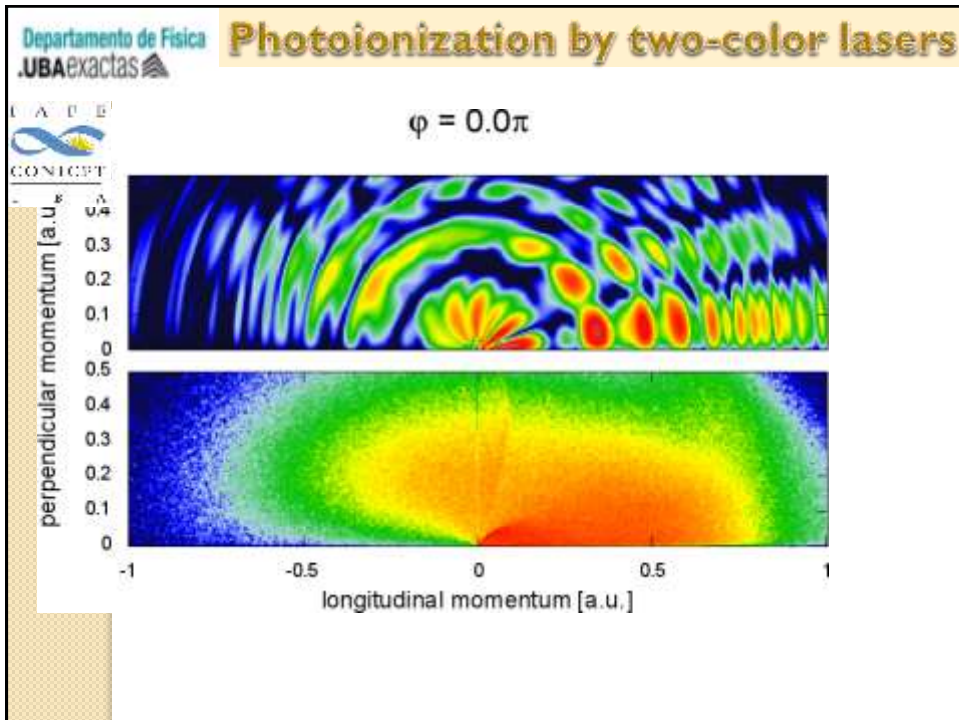 Departamento de Fisica
.UBAexactas
Photoionization by two-color lasers
I A F E
CONICET
φ = 0.0π
perpendicular momentum [a.u.
0.4
0.3
0.2
0.1
0
0.5
0.4
0.3
0.2
0.1
0
-1 -0.5 0 0.5 1
longitudinal momentum [a.u.]